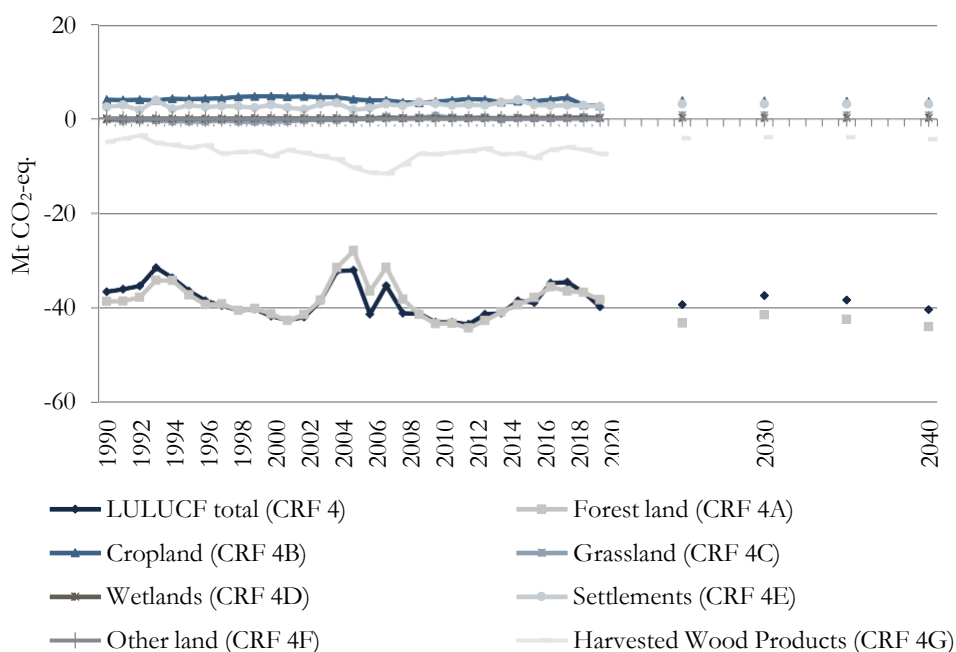 20
0
-20
-40
-60
Mt CO₂-eq.
1990
1992
1994
1996
1998
2000
2002
2004
2006
2008
2010
2012
2014
2016
2018
2020
2030
2040
LULUCF total (CRF 4)
Forest land (CRF 4A)
Cropland (CRF 4B)
Grassland (CRF 4C)
Wetlands (CRF 4D)
Settlements (CRF 4E)
Other land (CRF 4F)
Harvested Wood Products (CRF 4G)